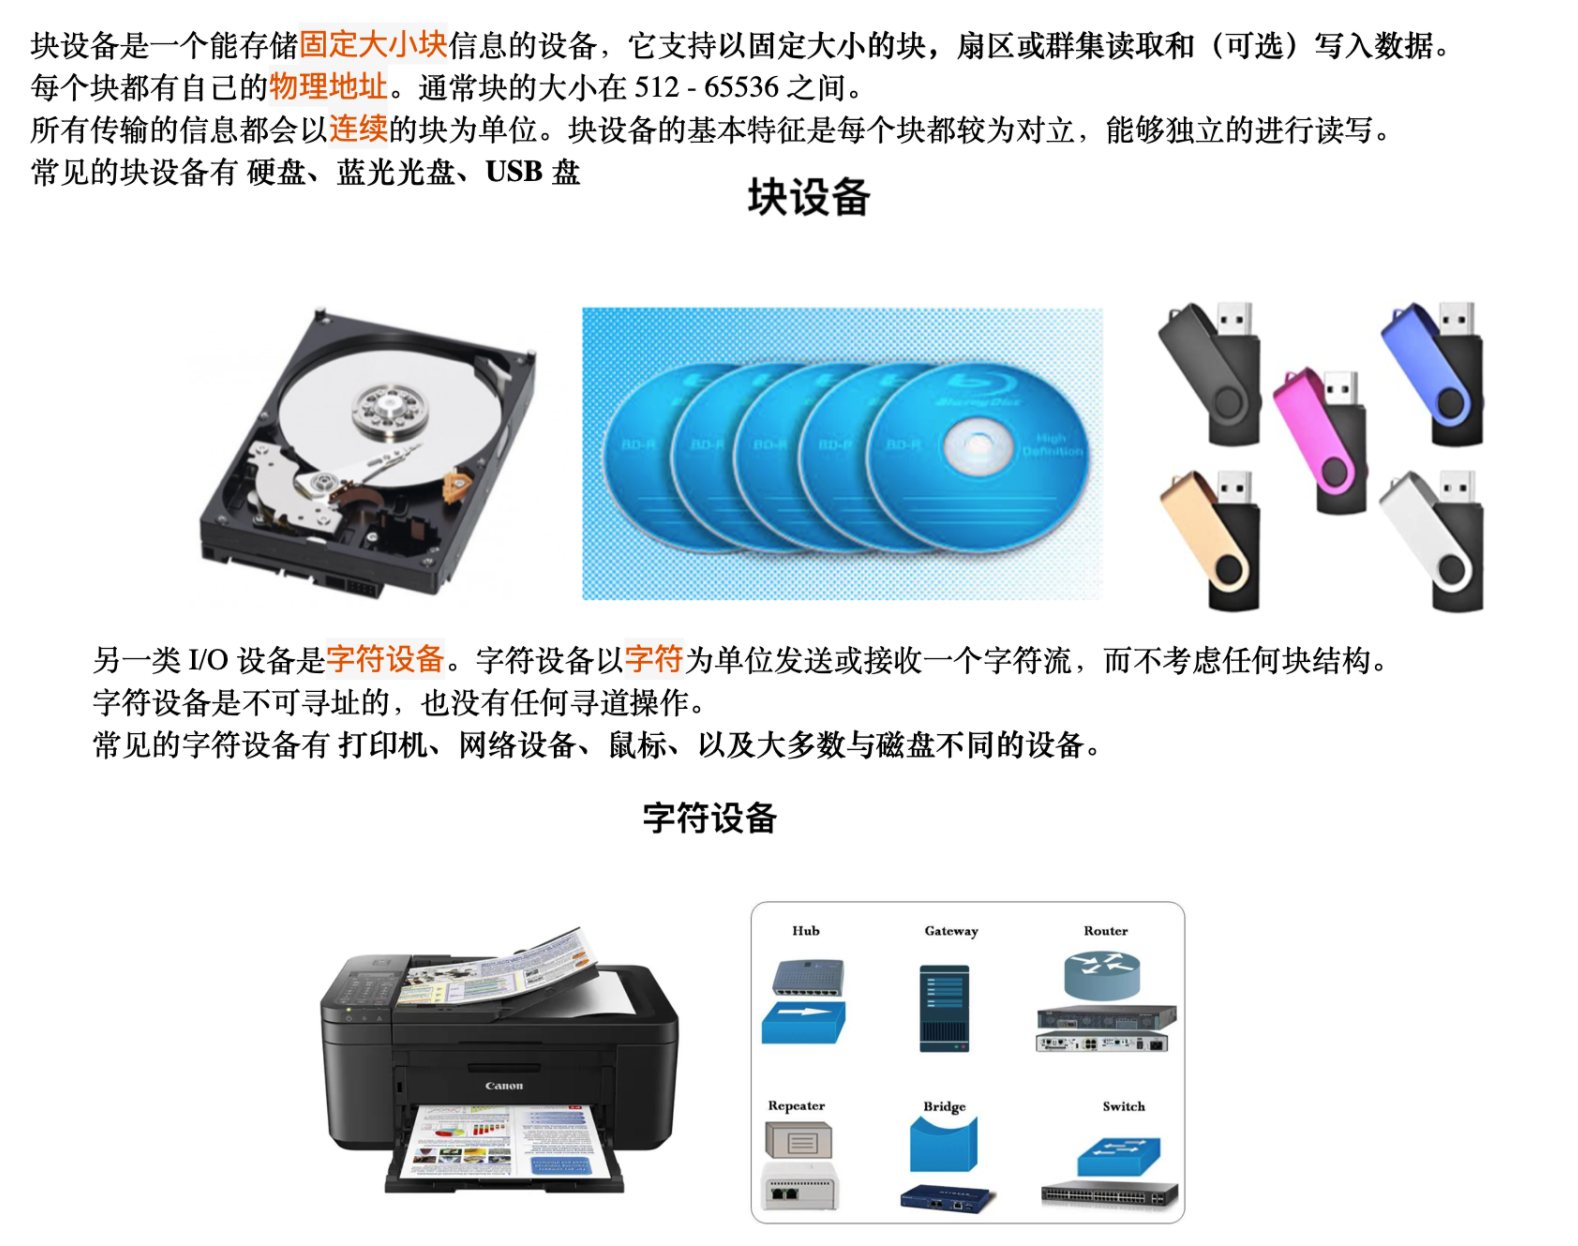 块设备是一个能存储固定大小块信息的设备，它支持以固定大小的块，扇区或群集读取和（可选）写入数据。
每个块都有自己的物理地址。通常块的大小在 512 - 65536 之间。
所有传输的信息都会以连续的块为单位。块设备的基本特征是每个块都较为对立，能够独立的进行读写。
常见的块设备有 硬盘、蓝光光盘、USB 盘
块设备
BD-R BD-R BD-R BD-R BD-R
Blu-ray Disc
High
Definition
另一类 I/O 设备是字符设备。字符设备以字符为单位发送或接收一个字符流，而不考虑任何块结构。
字符设备是不可寻址的，也没有任何寻道操作。
常见的字符设备有 打印机、网络设备、鼠标、以及大多数与磁盘不同的设备。
字符设备
Canon
Hub Gateway Router
Repeater Bridge Switch